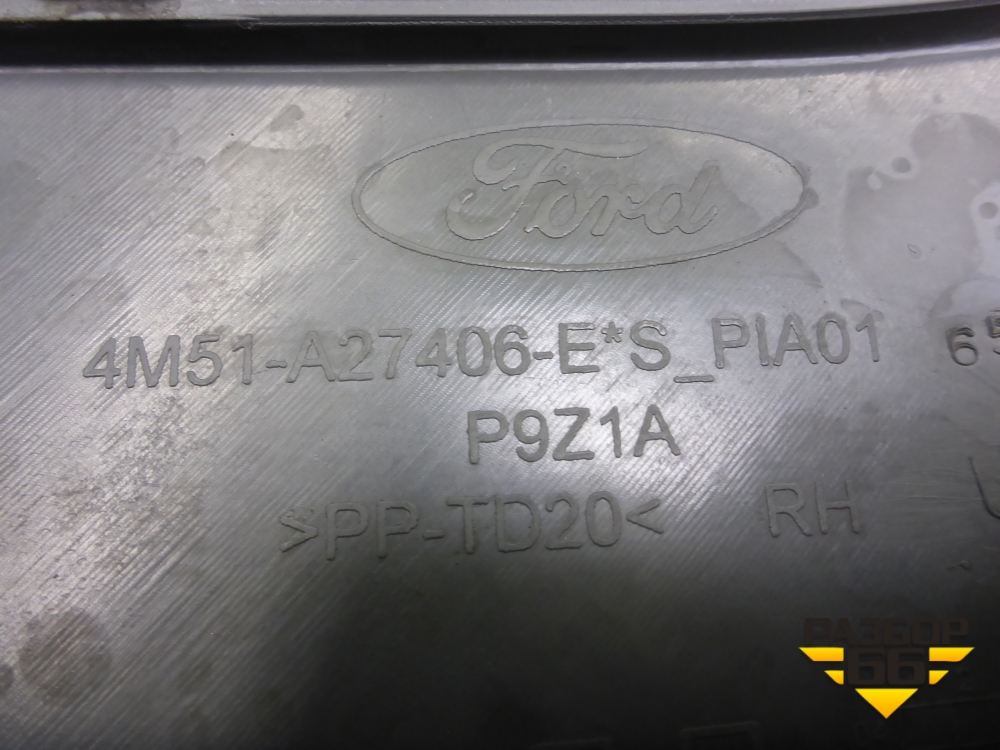 Ford
4M51-A27406-E*S_PIA01
P9Z1A
>PP-TD20< RH
РАЗБОР
66